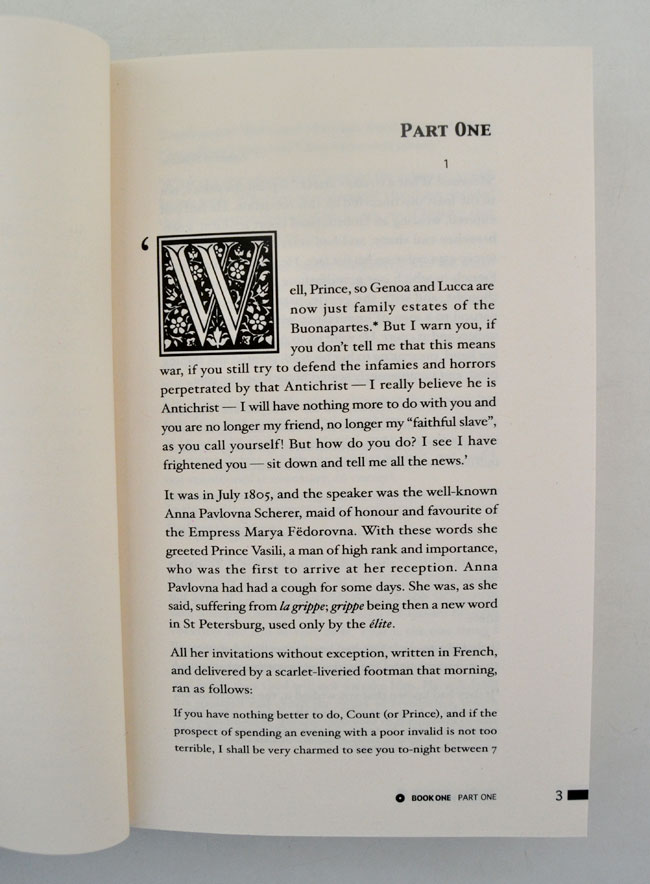 PART ONE
1
‘Well, Prince, so Genoa and Lucca are
now just family estates of the
Buonapartes.* But I warn you, if
you don’t tell me that this means
war, if you still try to defend the infamies and horrors
perpetrated by that Antichrist — I really believe he is
Antichrist — I will have nothing more to do with you and
you are no longer my friend, no longer my “faithful slave”,
as you call yourself! But how do you do? I see I have
frightened you — sit down and tell me all the news.’
It was in July 1805, and the speaker was the well-known
Anna Pavlovna Scherer, maid of honour and favourite of
the Empress Marya Fëdorovna. With these words she
greeted Prince Vasili, a man of high rank and importance,
who was the first to arrive at her reception. Anna
Pavlovna had had a cough for some days. She was, as she
said, suffering from la grippe; grippe being then a new word
in St Petersburg, used only by the élite.
All her invitations without exception, written in French,
and delivered by a scarlet-liveried footman that morning,
ran as follows:
If you have nothing better to do, Count (or Prince), and if the
prospect of spending an evening with a poor invalid is not too
terrible, I shall be very charmed to see you to-night between 7
BOOK ONE PART ONE 3